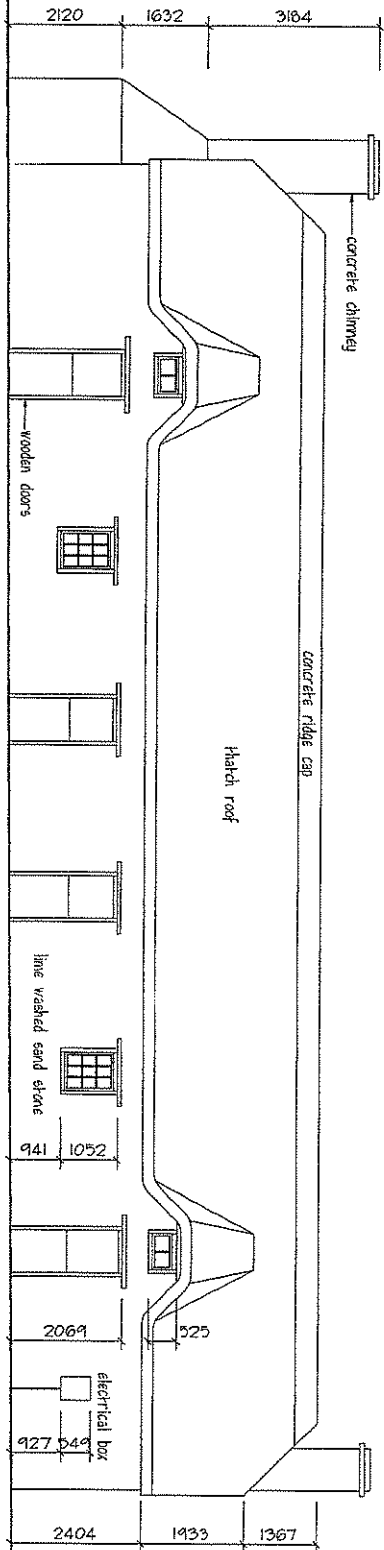 2120
1632
3184
concrete chimney
wooden doors
concrete ridge cap
thatch roof
lime washed sand stone
941
1052
2069
525
electrical box
927
549
2404
1933
1367